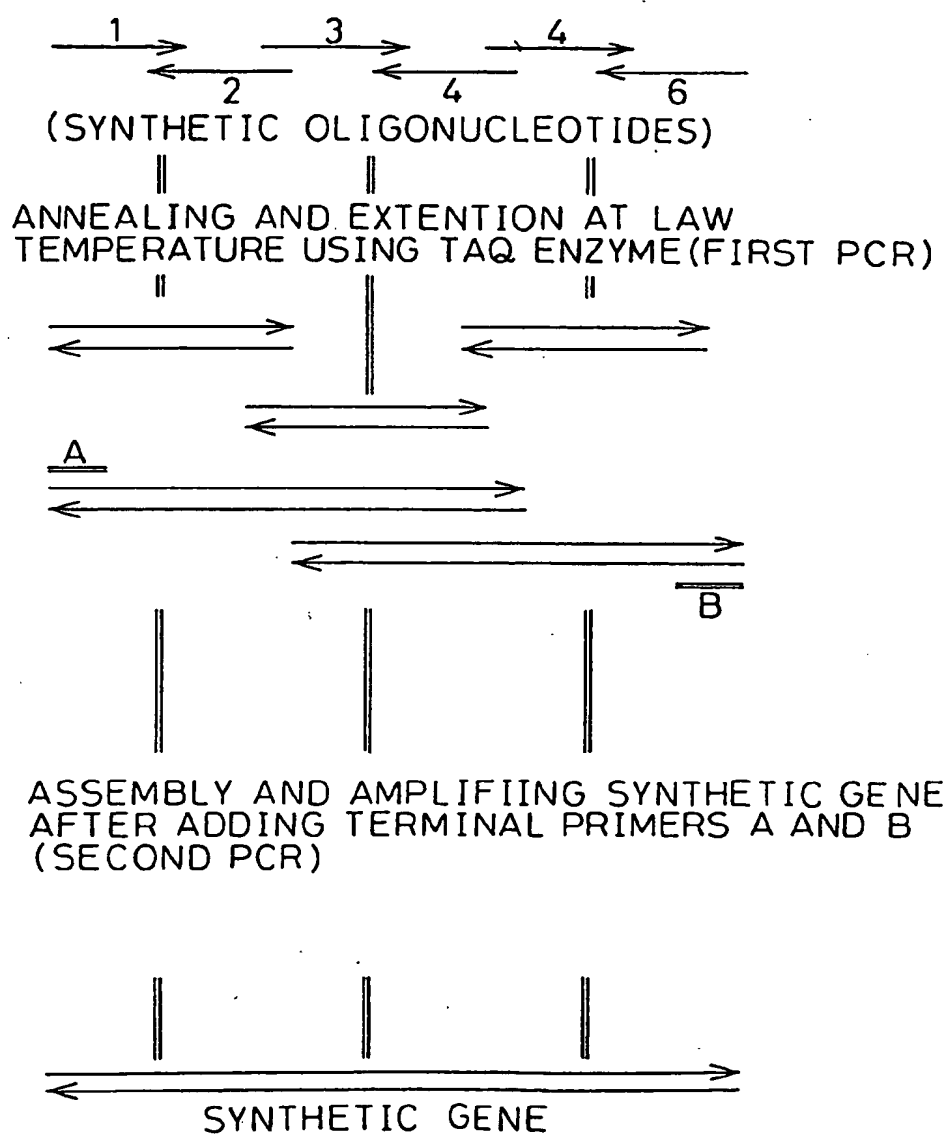 1 3 4
2 4 6
(SYNTHETIC OLIGONUCLEOTIDES)
ANNEALING AND EXTENTION AT LAW
TEMPERATURE USING TAQ ENZYME(FIRST PCR)
A
B
ASSEMBLY AND AMPLIFIING SYNTHETIC GENE
AFTER ADDING TERMINAL PRIMERS A AND B
(SECOND PCR)
SYNTHETIC GENE